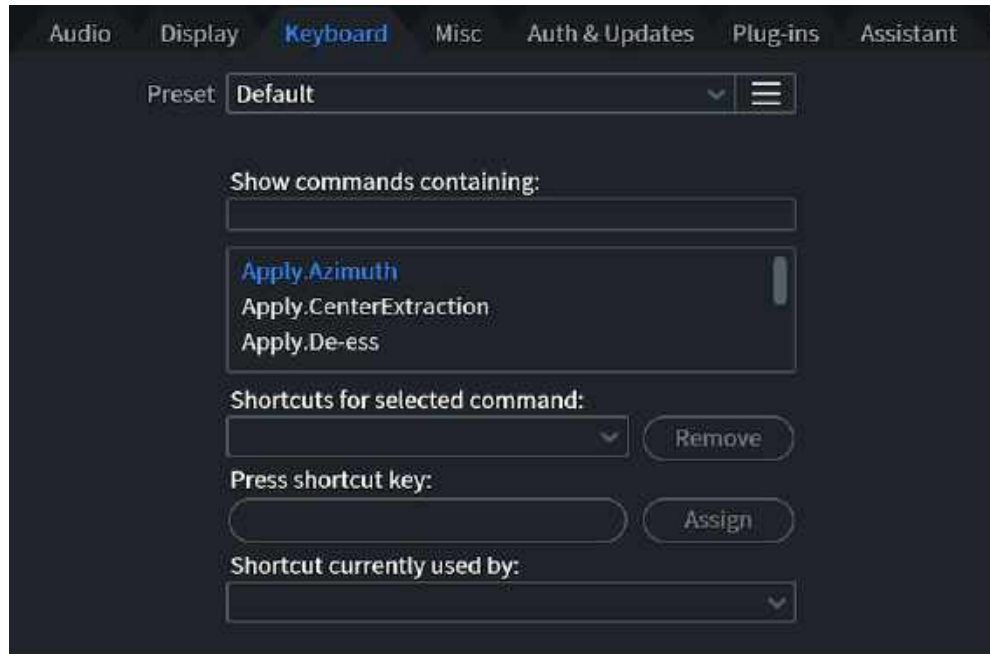 Audio Display Keyboard Misc Auth & Updates Plug-ins Assistant
Preset Default
Show commands containing:
Apply.Azimuth
Apply.CenterExtraction
Apply.De-ess
Shortcuts for selected command:
Remove
Press shortcut key:
Assign
Shortcut currently used by: